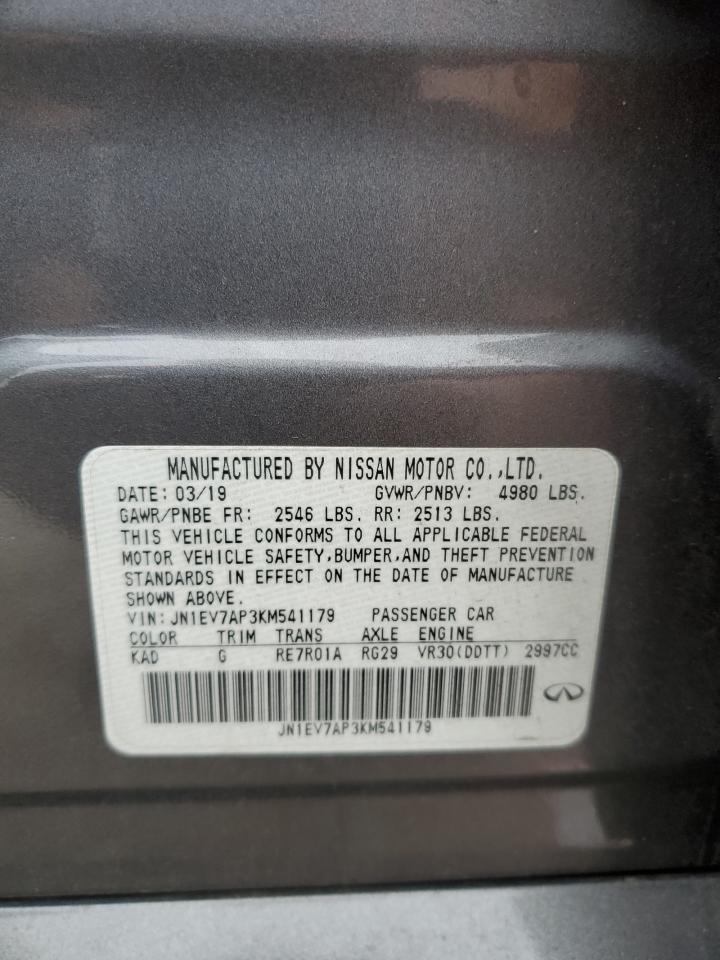 MANUFACTURED BY NISSAN MOTOR CO.,LTD.
DATE: 03/19 GVWR/PNBV: 4980 LBS.
GAWR/PNBE FR: 2546 LBS. RR: 2513 LBS.
THIS VEHICLE CONFORMS TO ALL APPLICABLE FEDERAL
MOTOR VEHICLE SAFETY,BUMPER,AND THEFT PREVENTION
STANDARDS IN EFFECT ON THE DATE OF MANUFACTURE
SHOWN ABOVE.
VIN:JN1EV7AP3KM541179 PASSENGER CAR
COLOR TRIM TRANS AXLE ENGINE
KAD G RE7R01A RG29 VR30(DDTT) 2997CC
JN1EV7AP3KM541179